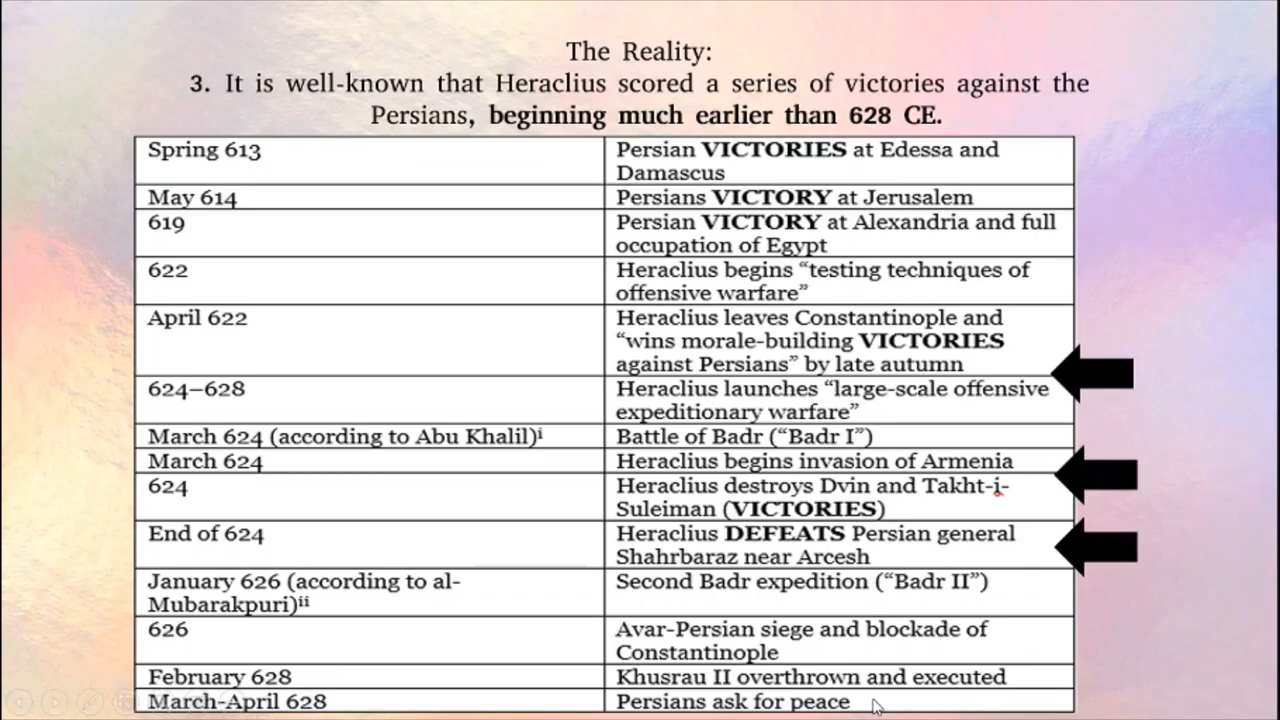 The Reality:
3. It is well-known that Heraclius scored a series of victories against the
Persians, beginning much earlier than 628 CE.
Spring 613
Persian VICTORIES at Edessa and
Damascus
May 614
Persians VICTORY at Jerusalem
619
Persian VICTORY at Alexandria and full
occupation of Egypt
622
Heraclius begins “testing techniques of
offensive warfare”
April 622
Heraclius leaves Constantinople and
“wins morale-building VICTORIES
against Persians” by late autumn
624–628
Heraclius launches “large-scale offensive
expeditionary warfare”
March 624 (according to Abu Khalil)i
Battle of Badr (“Badr I”)
March 624
Heraclius begins invasion of Armenia
624
Heraclius destroys Dvin and Takht-i-
Suleiman (VICTORIES)
End of 624
Heraclius DEFEATS Persian general
Shahrbaraz near Arcesh
January 626 (according to al-
Mubarakpuri)ii
Second Badr expedition (“Badr II”)
626
Avar-Persian siege and blockade of
Constantinople
February 628
Khusrau II overthrown and executed
March-April 628
Persians ask for peace